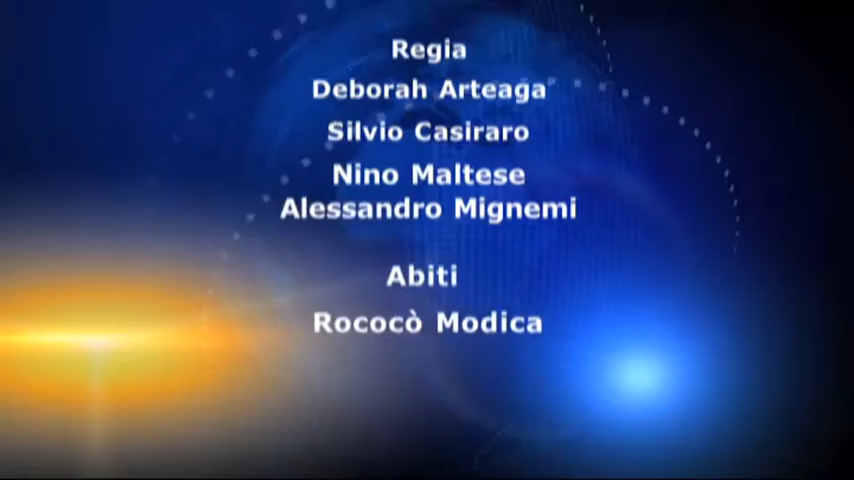 Regia
Deborah Arteaga
Silvio Casiraro
Nino Maltese
Alessandro Mignemi
Abiti
Rococò Modica